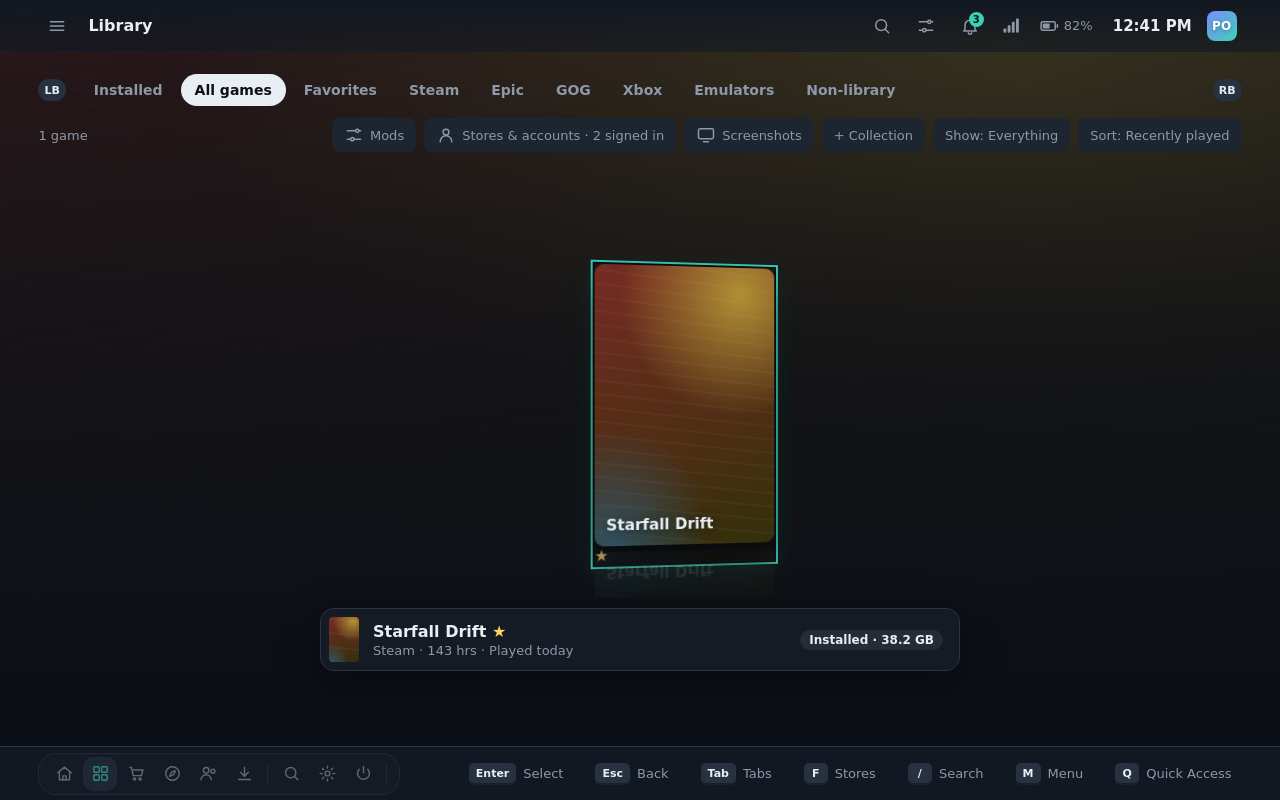 Library
3
82%
12:41 PM
PO
LB
Installed
All games
Favorites
Steam
Epic
GOG
Xbox
Emulators
Non-library
RB
1 game
Mods
Stores & accounts · 2 signed in
Screenshots
+ Collection
Show: Everything
Sort: Recently played
Starfall Drift
★
Starfall Drift
Starfall Drift ★
Steam · 143 hrs · Played today
Installed · 38.2 GB
Enter Select
Esc Back
Tab Tabs
F Stores
/ Search
M Menu
Q Quick Access